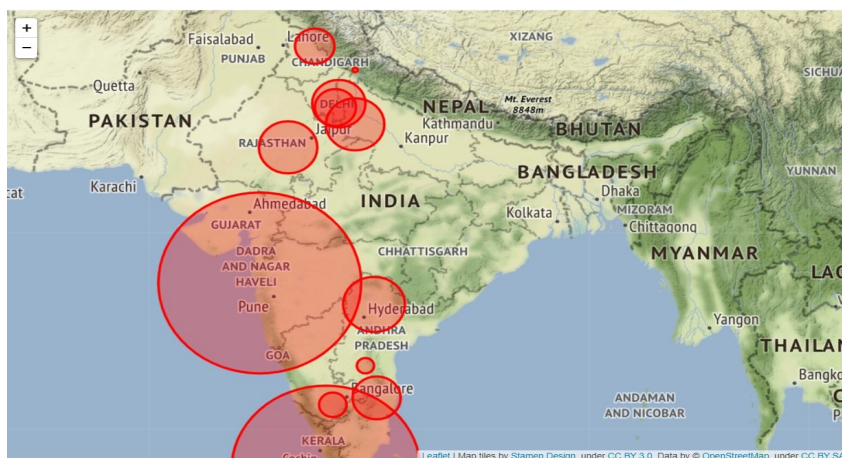 +
−
Faisalabad
Lahore
PUNJAB
XIZANG
CHANDIGARH
Quetta
NEPAL
Mt. Everest
8848m
PAKISTAN
DELHI
Kathmandu
BHUTAN
Jaipur
RAJASTHAN
Kanpur
BANGLADESH
YUNNAN
Karachi
Dhaka
Ahmedabad
INDIA
Kolkata
MIZORAM
GUJARAT
Chittagong
DADRA
AND NAGAR
HAVELI
CHHATTISGARH
MYANMAR
Pune
Hyderabad
Yangon
ANDHRA
PRADESH
GOA
Bangalore
ANDAMAN
AND NICOBAR
KERALA
Leaflet | Map tiles by Stamen Design, under CC BY 3.0. Data by © OpenStreetMap, under CC BY SA